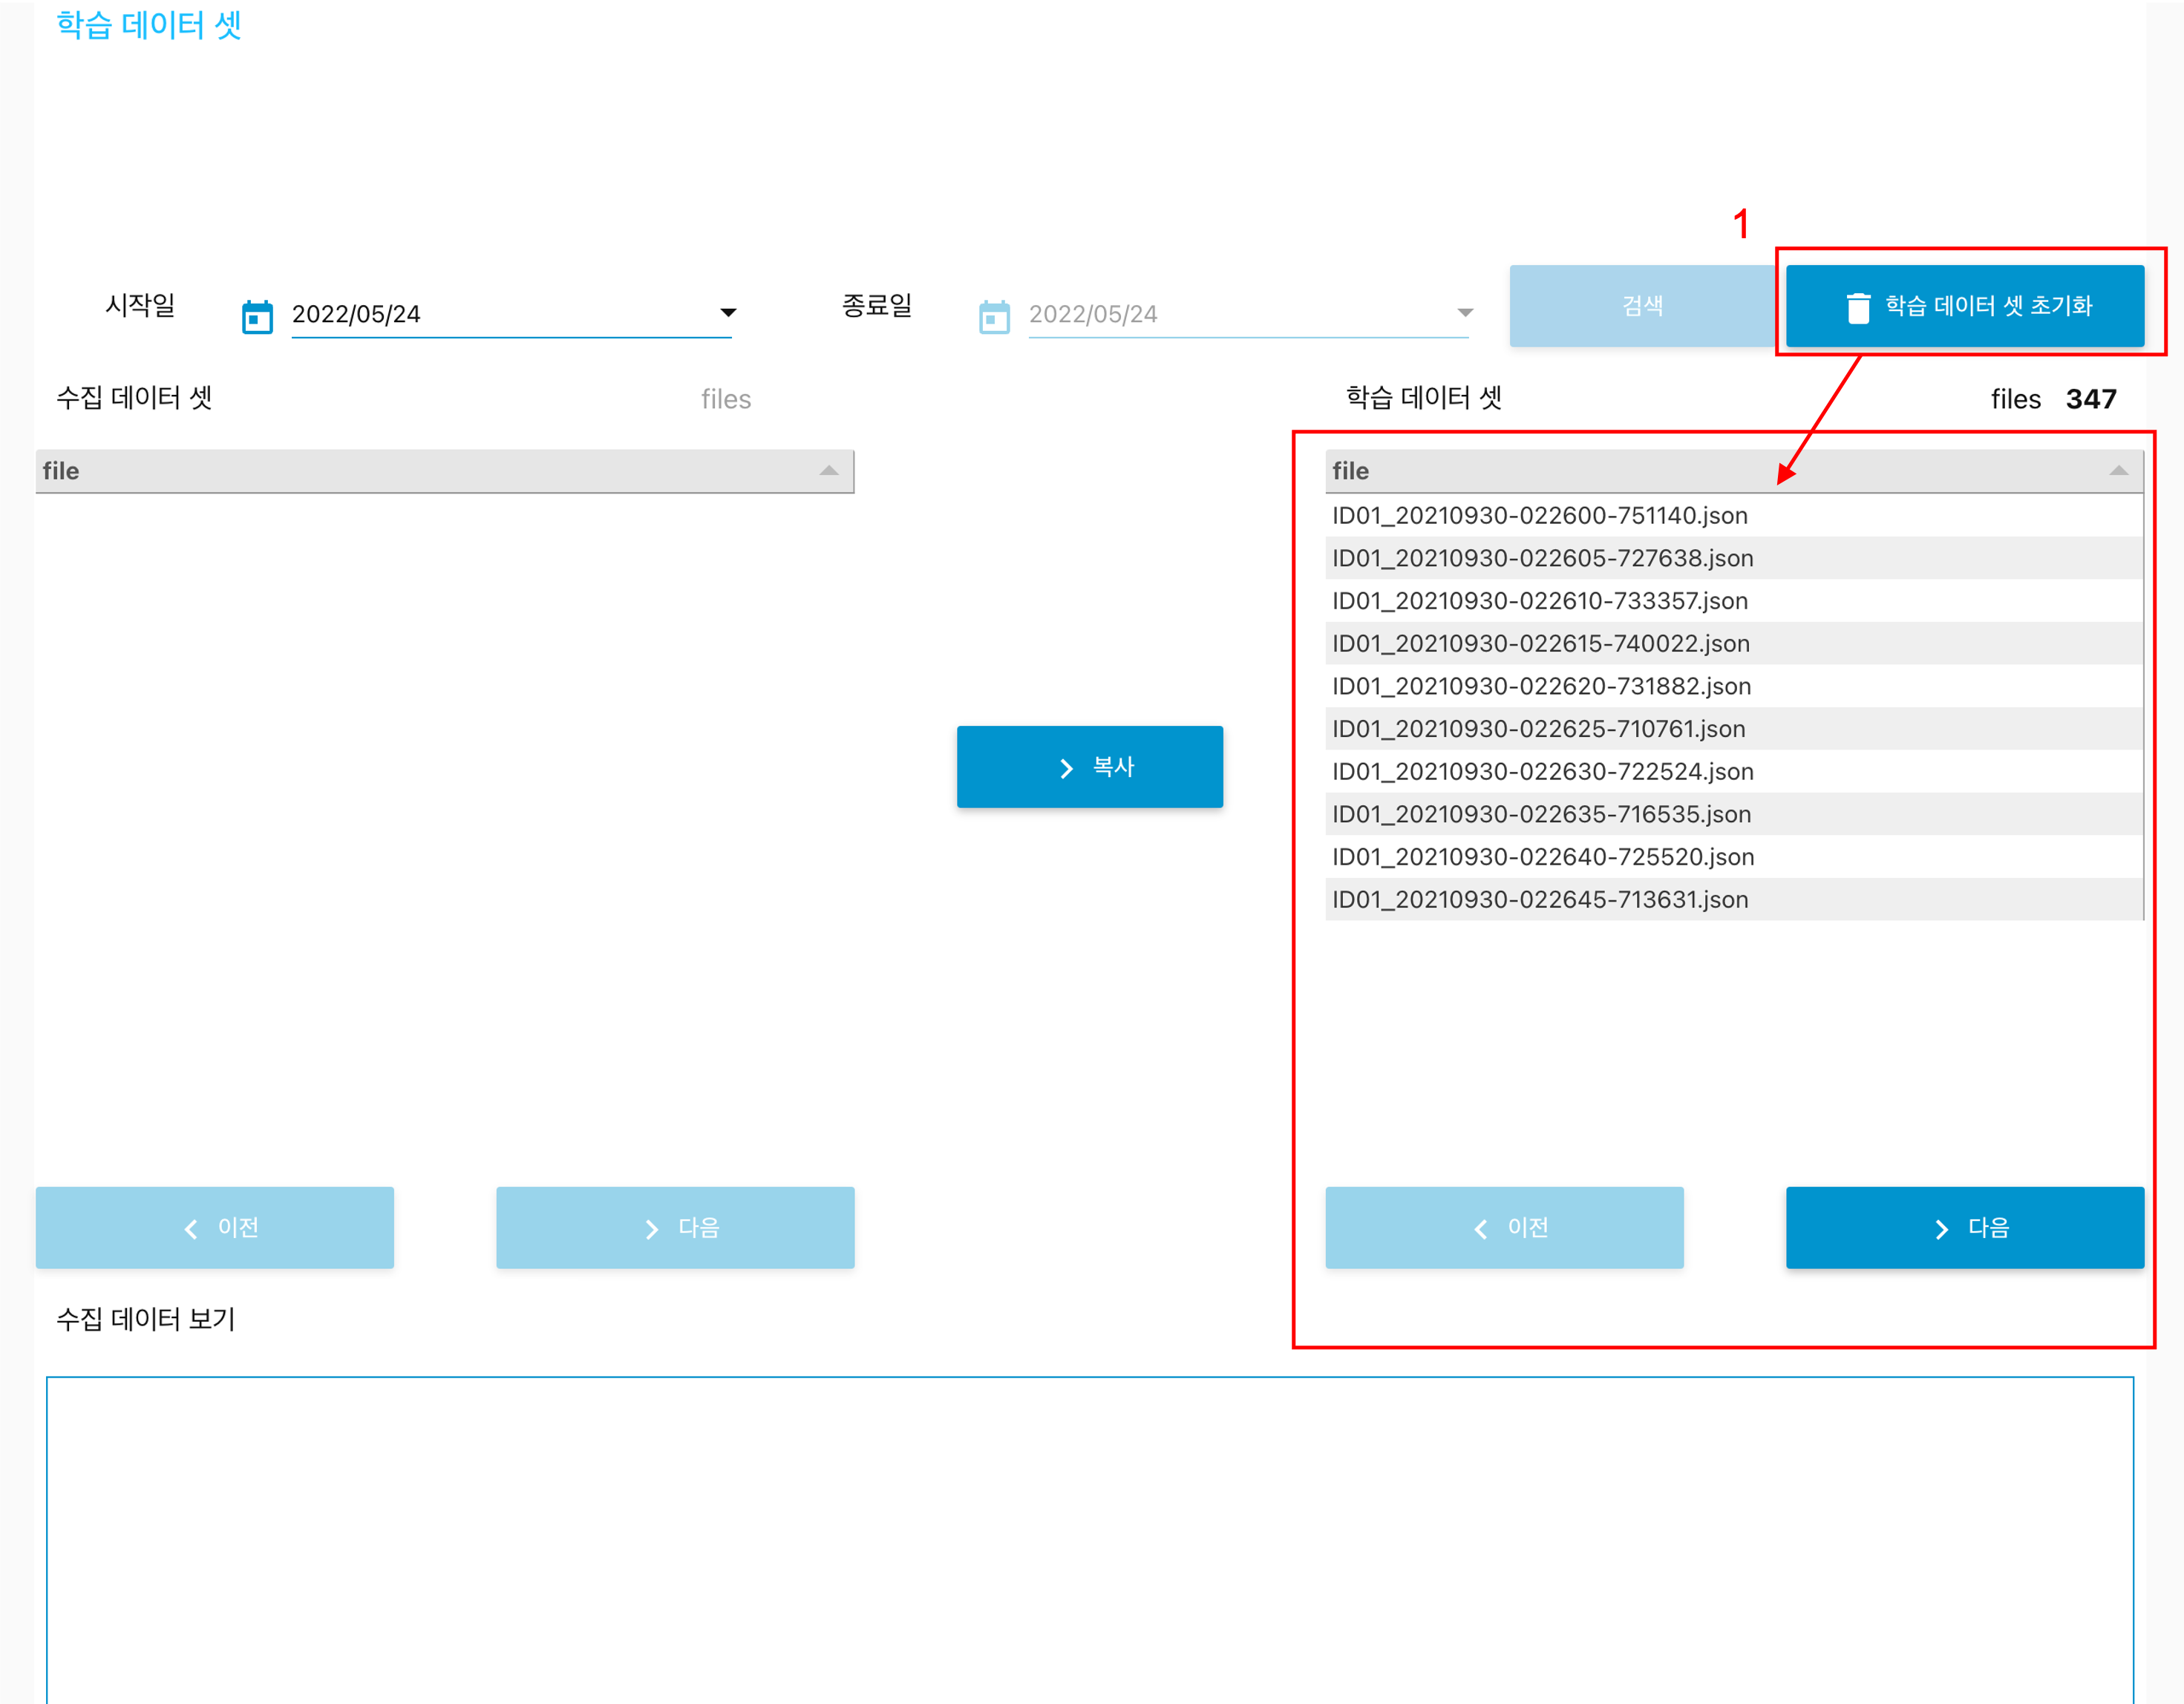 학습 데이터 셋
1
시작일 2022/05/24 종료일 2022/05/24 검색 학습 데이터 셋 초기화
수집 데이터 셋 files 학습 데이터 셋 files 347
file
file
ID01_20210930-022600-751140.json
ID01_20210930-022605-727638.json
ID01_20210930-022610-733357.json
ID01_20210930-022615-740022.json
ID01_20210930-022620-731882.json
ID01_20210930-022625-710761.json
ID01_20210930-022630-722524.json
ID01_20210930-022635-716535.json
ID01_20210930-022640-725520.json
ID01_20210930-022645-713631.json
복사
이전 다음 이전 다음
수집 데이터 보기